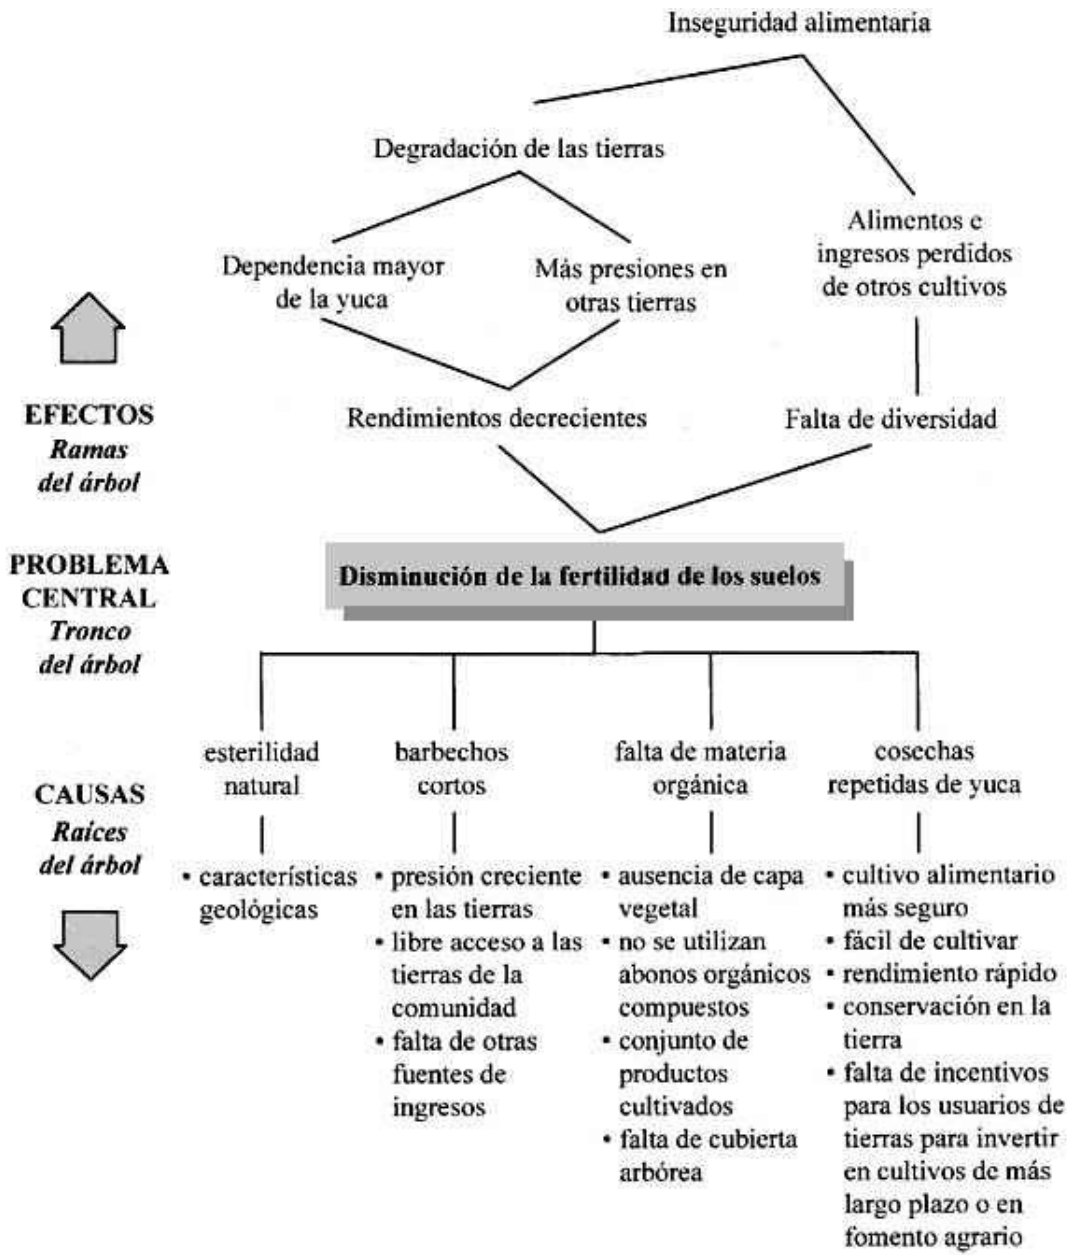 Inseguridad alimentaria
Degradación de las tierras
Dependencia mayor
de la yuca
Más presiones en
otras tierras
Alimentos e
ingresos perdidos
de otros cultivos
EFECTOS
Ramas
del árbol
Rendimientos decrecientes
Falta de diversidad
PROBLEMA
CENTRAL
Tronco
del árbol
Disminución de la fertilidad de los suelos
CAUSAS
Raíces
del árbol
esterilidad
natural
• características
geológicas
barbechos
cortos
• presión creciente
en las tierras
• libre acceso a las
tierras de la
comunidad
• falta de otras
fuentes de
ingresos
falta de materia
orgánica
• ausencia de capa
vegetal
• no se utilizan
abonos orgánicos
compuestos
• conjunto de
productos
cultivados
• falta de cubierta
arbórea
cosechas
repetidas de yuca
• cultivo alimentario
más seguro
• fácil de cultivar
• rendimiento rápido
• conservación en la
tierra
• falta de incentivos
para los usuarios de
tierras para invertir
en cultivos de más
largo plazo o en
fomento agrario